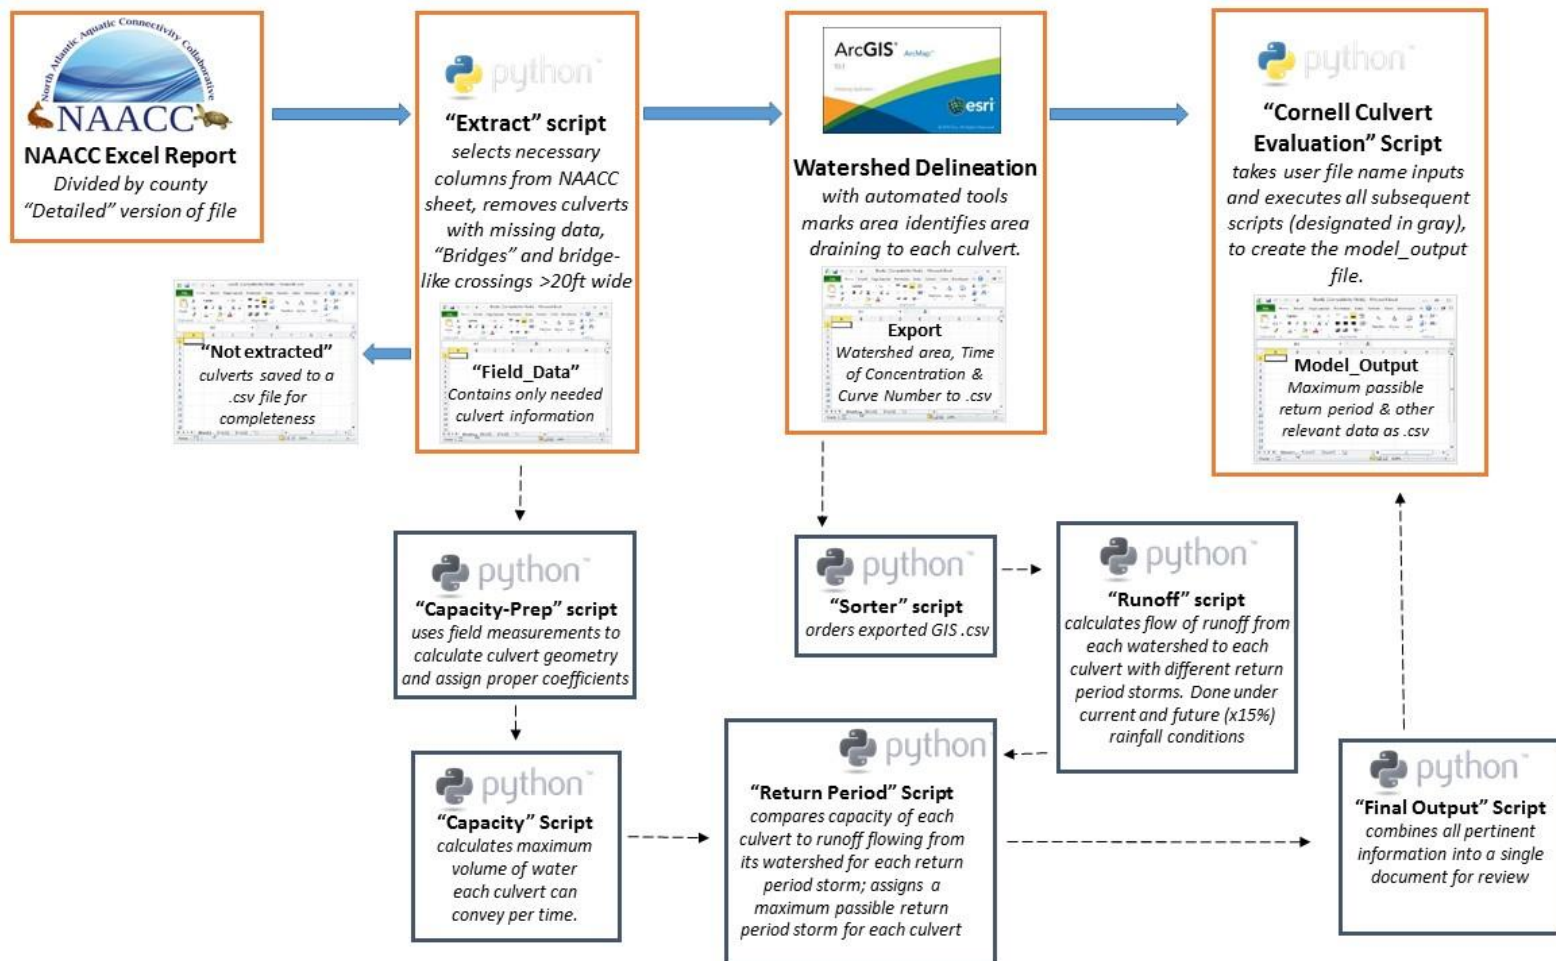 North Atlantic Aquatic Connectivity Collaborative
NAACC
NAACC Excel Report
Divided by county
“Detailed” version of file
python™
“Extract” script
selects necessary
columns from NAACC
sheet, removes culverts
with missing data,
“Bridges” and bridge-
like crossings >20ft wide
“Field_Data”
Contains only needed
culvert information
“Not extracted”
culverts saved to a
.csv file for
completeness
ArcGIS® ArcMap™
esri
Watershed Delineation
with automated tools
marks area identifies area
draining to each culvert.
Export
Watershed area, Time
of Concentration &
Curve Number to .csv
python™
“Cornell Culvert
Evaluation” Script
takes user file name inputs
and executes all subsequent
scripts (designated in gray),
to create the model_output
file.
Model_Output
Maximum passible
return period & other
relevant data as .csv
python™
“Capacity-Prep” script
uses field measurements to
calculate culvert geometry
and assign proper coefficients
python™
“Sorter” script
orders exported GIS .csv
python™
“Runoff” script
calculates flow of runoff from
each watershed to each
culvert with different return
period storms. Done under
current and future (x15%)
rainfall conditions
python™
“Capacity” Script
calculates maximum
volume of water
each culvert can
convey per time.
python™
“Return Period” Script
compares capacity of each
culvert to runoff flowing from
its watershed for each return
period storm; assigns a
maximum passible return
period storm for each culvert
python™
“Final Output” Script
combines all pertinent
information into a single
document for review